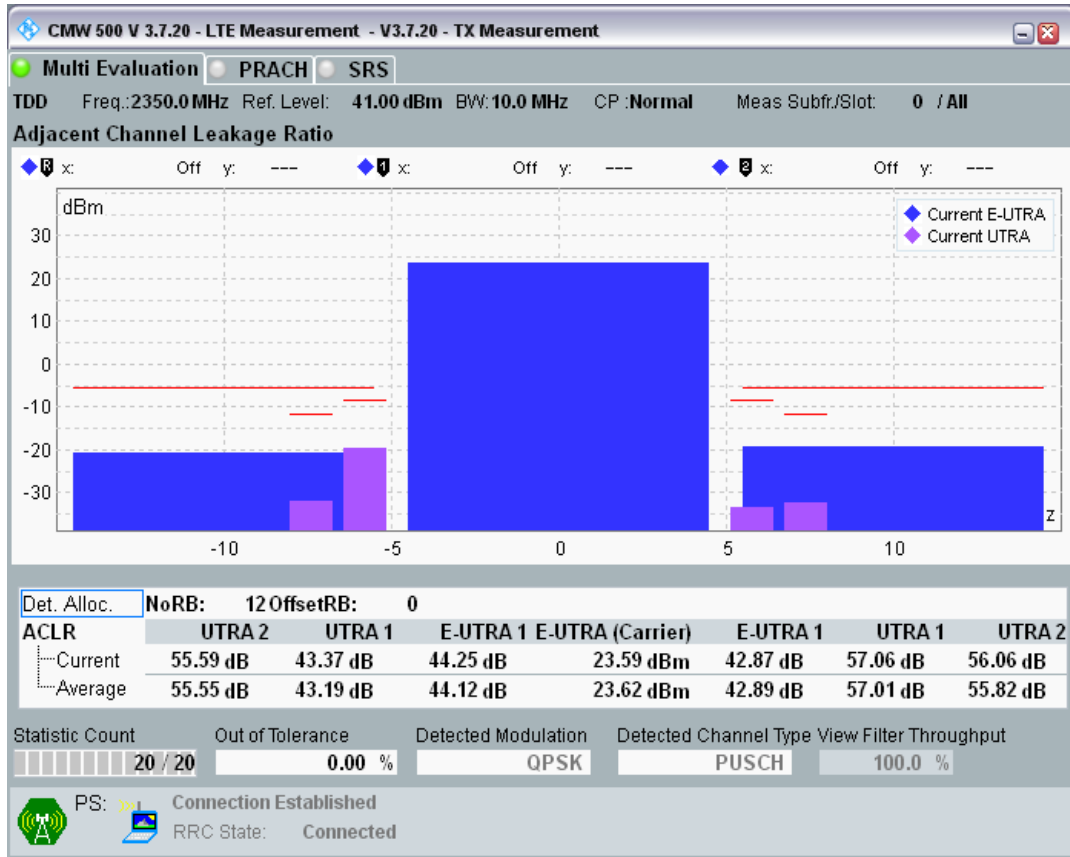 CMW 500 V 3.7.20 - LTE Measurement - V3.7.20 - TX Measurement
Multi Evaluation PRACH SRS
TDD Freq.:2350.0 MHz Ref. Level: 41.00 dBm BW: 10.0 MHz CP :Normal Meas Subfr./Slot: 0 / All
Adjacent Channel Leakage Ratio
R x: Off y: --- 1 x: Off y: --- 2 x: Off y: ---
dBm
Current E-UTRA
Current UTRA
30
20
10
0
-10
-20
-30
z
-10 -5 0 5 10
Det. Alloc. NoRB: 12 OffsetRB: 0
ACLR UTRA 2 UTRA 1 E-UTRA 1 E-UTRA (Carrier) E-UTRA 1 UTRA 1 UTRA 2
Current 55.59 dB 43.37 dB 44.25 dB 23.59 dBm 42.87 dB 57.06 dB 56.06 dB
Average 55.55 dB 43.19 dB 44.12 dB 23.62 dBm 42.89 dB 57.01 dB 55.82 dB
Statistic Count Out of Tolerance Detected Modulation Detected Channel Type View Filter Throughput
20 / 20 0.00 % QPSK PUSCH 100.0 %
PS: Connection Established
RRC State: Connected